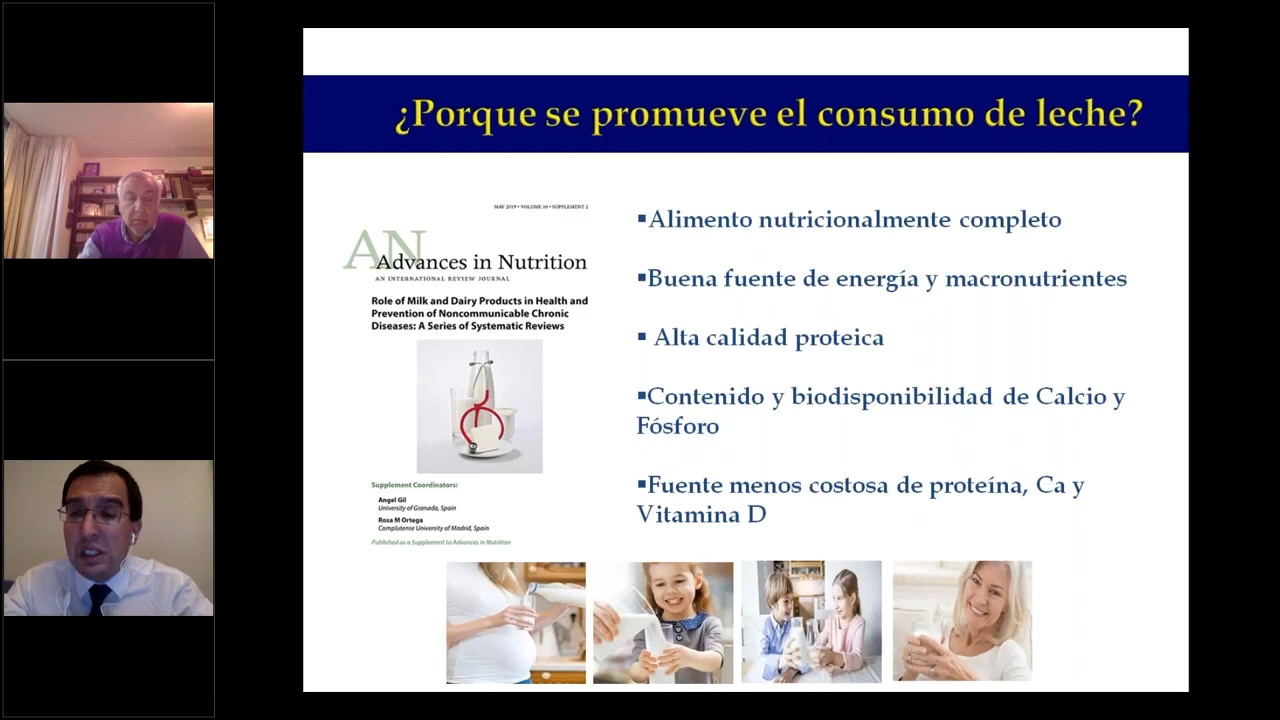 ¿Porque se promueve el consumo de leche?
MAY 2019 • VOLUME 10 • SUPPLEMENT 2
AN
Advances in Nutrition
AN INTERNATIONAL REVIEW JOURNAL
Role of Milk and Dairy Products in Health and
Prevention of Noncommunicable Chronic
Diseases: A Series of Systematic Reviews
Supplement Coordinators:
Angel Gil
University of Granada, Spain
Rosa M Ortega
Complutense University of Madrid, Spain
Published as a Supplement to Advances in Nutrition
▪Alimento nutricionalmente completo
▪Buena fuente de energía y macronutrientes
▪ Alta calidad proteica
▪Contenido y biodisponibilidad de Calcio y
Fósforo
▪Fuente menos costosa de proteína, Ca y
Vitamina D